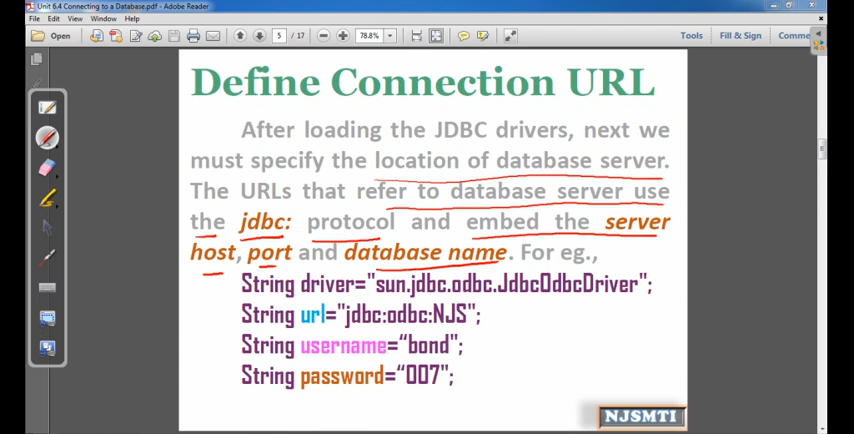 Unit 6.4 Connecting to a Database.pdf - Adobe Reader
File Edit View Window Help
Open 5 / 17 78.8% Tools Fill & Sign Comme
Define Connection URL
After loading the JDBC drivers, next we
must specify the location of database server.
The URLs that refer to database server use
the jdbc: protocol and embed the server
host, port and database name. For eg.,
String driver="sun.jdbc.odbc.JdbcOdbcDriver";
String url="jdbc:odbc:NJS";
String username=“bond";
String password=“007";
NJSMTI